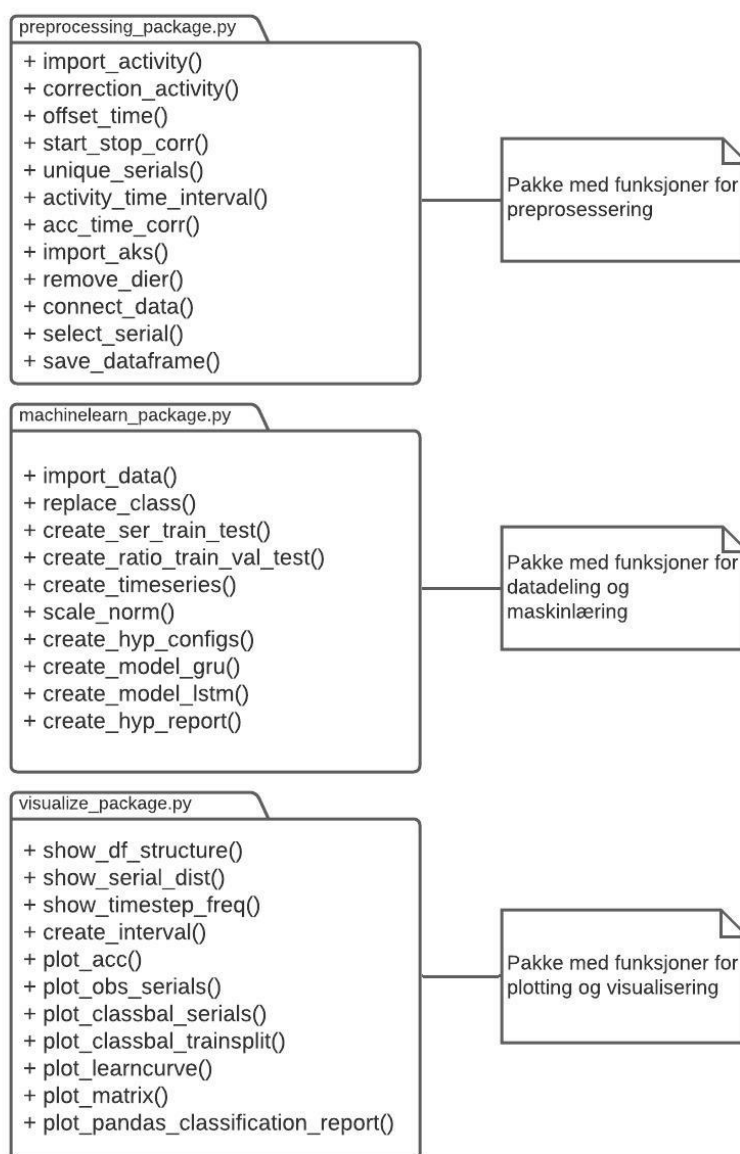 preprocessing_package.py
+ import_activity()
+ correction_activity()
+ offset_time()
+ start_stop_corr()
+ unique_serials()
+ activity_time_interval()
+ acc_time_corr()
+ import_aks()
+ remove_dier()
+ connect_data()
+ select_serial()
+ save_dataframe()
Pakke med funksjoner for
preprosessering
machinelearn_package.py
+ import_data()
+ replace_class()
+ create_ser_train_test()
+ create_ratio_train_val_test()
+ create_timeseries()
+ scale_norm()
+ create_hyp_configs()
+ create_model_gru()
+ create_model_lstm()
+ create_hyp_report()
Pakke med funksjoner for
datadeling og
maskinlæring
visualize_package.py
+ show_df_structure()
+ show_serial_dist()
+ show_timestep_freq()
+ create_interval()
+ plot_acc()
+ plot_obs_serials()
+ plot_classbal_serials()
+ plot_classbal_trainsplit()
+ plot_learncurve()
+ plot_matrix()
+ plot_pandas_classification_report()
Pakke med funksjoner for
plotting og visualisering